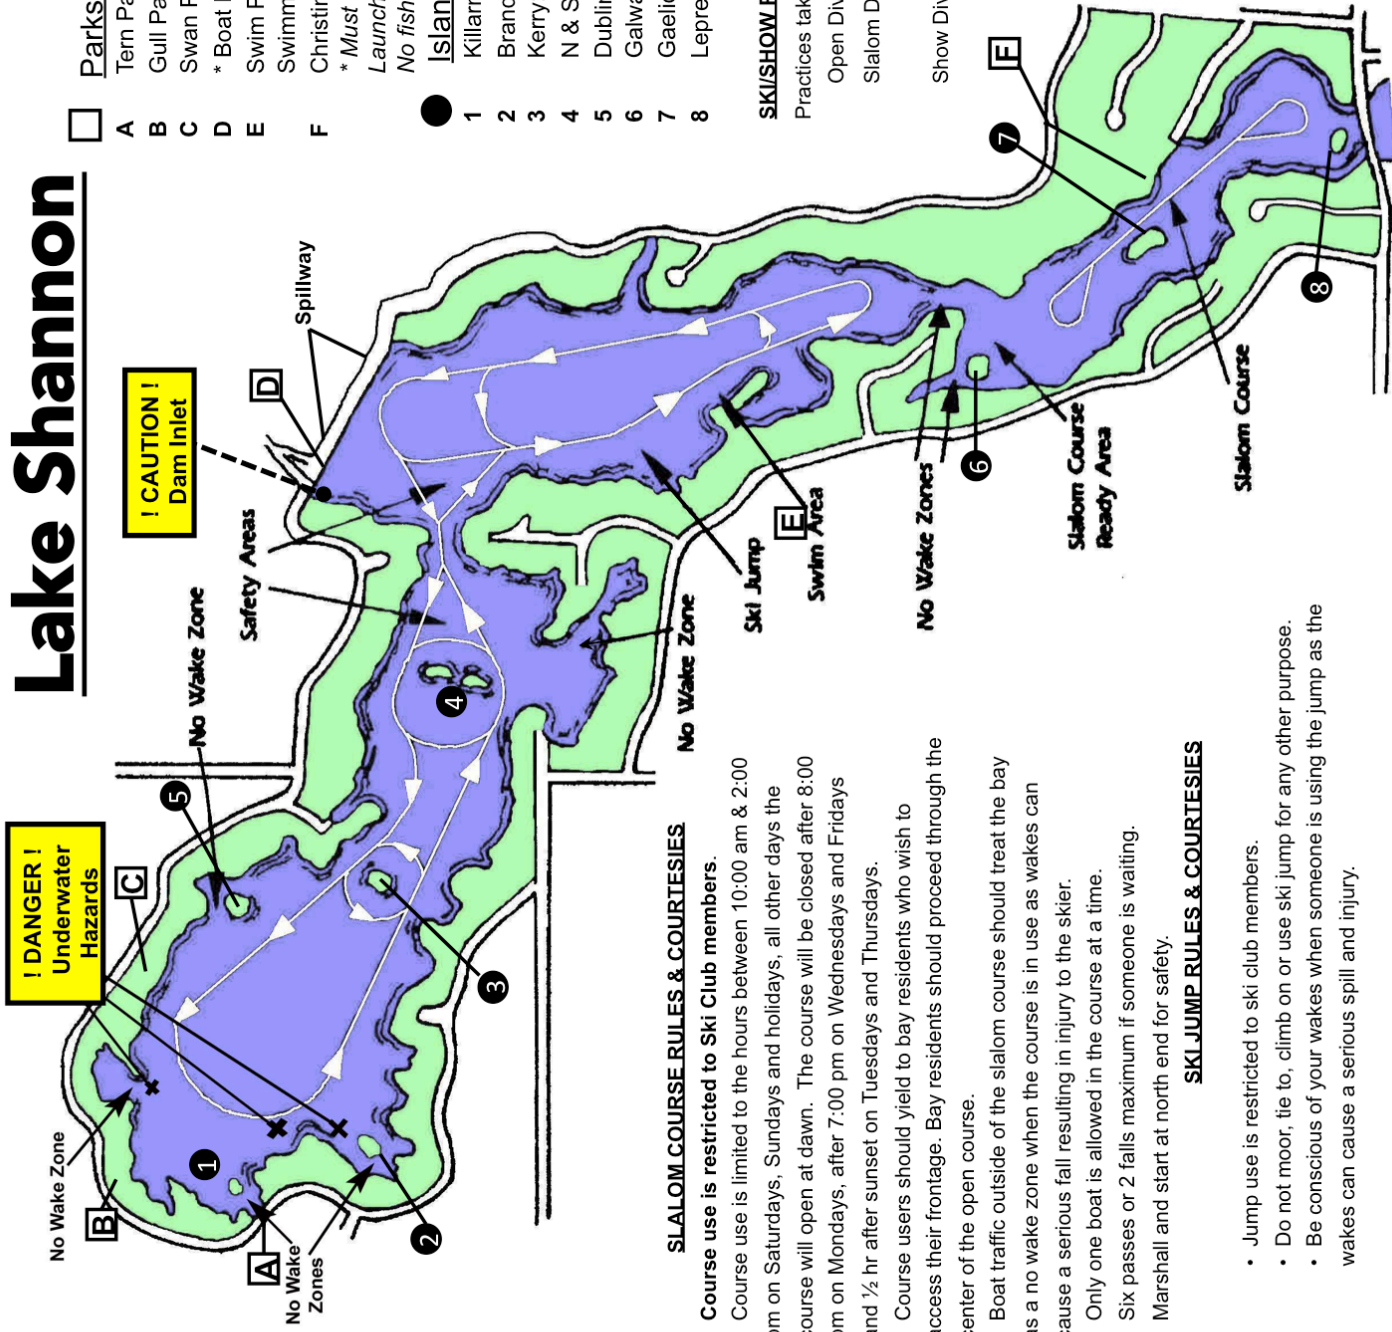 Lake Shannon
Parks
A Tern Pa
B Gull Pa
C Swan P
D * Boat
E Swim P
Swimm
F Christin
* Must
Launch
No fish
Islan
1 Killarn
2 Branc
3 Kerry
4 N & S
5 Dublin
6 Galwa
7 Gaelic
8 Lepre
SKI/SHOW
Practices tak
Open Div
Slalom D
Show Div
! CAUTION !
Dam Inlet
Spillway
! DANGER !
Underwater
Hazards
No Wake Zone
Safety Areas
No Wake Zone
No Wake
Zones
No Wake Zone
Ski Jump
Swim Area
No Wake Zones
Slalom Course
Ready Area
Slalom Course
A
B
C
D
E
F
1
2
3
4
5
6
7
8
SLALOM COURSE RULES & COURTESIES
Course use is restricted to Ski Club members.
Course use is limited to the hours between 10:00 am & 2:00
om on Saturdays, Sundays and holidays, all other days the
course will open at dawn. The course will be closed after 8:00
om on Mondays, after 7:00 pm on Wednesdays and Fridays
and ½ hr after sunset on Tuesdays and Thursdays.
Course users should yield to bay residents who wish to
access their frontage. Bay residents should proceed through the
center of the open course.
Boat traffic outside of the slalom course should treat the bay
as a no wake zone when the course is in use as wakes can
cause a serious fall resulting in injury to the skier.
Only one boat is allowed in the course at a time.
Six passes or 2 falls maximum if someone is waiting.
Marshall and start at north end for safety.
SKI JUMP RULES & COURTESIES
• Jump use is restricted to ski club members.
• Do not moor, tie to, climb on or use ski jump for any other purpose.
• Be conscious of your wakes when someone is using the jump as the
wakes can cause a serious spill and injury.